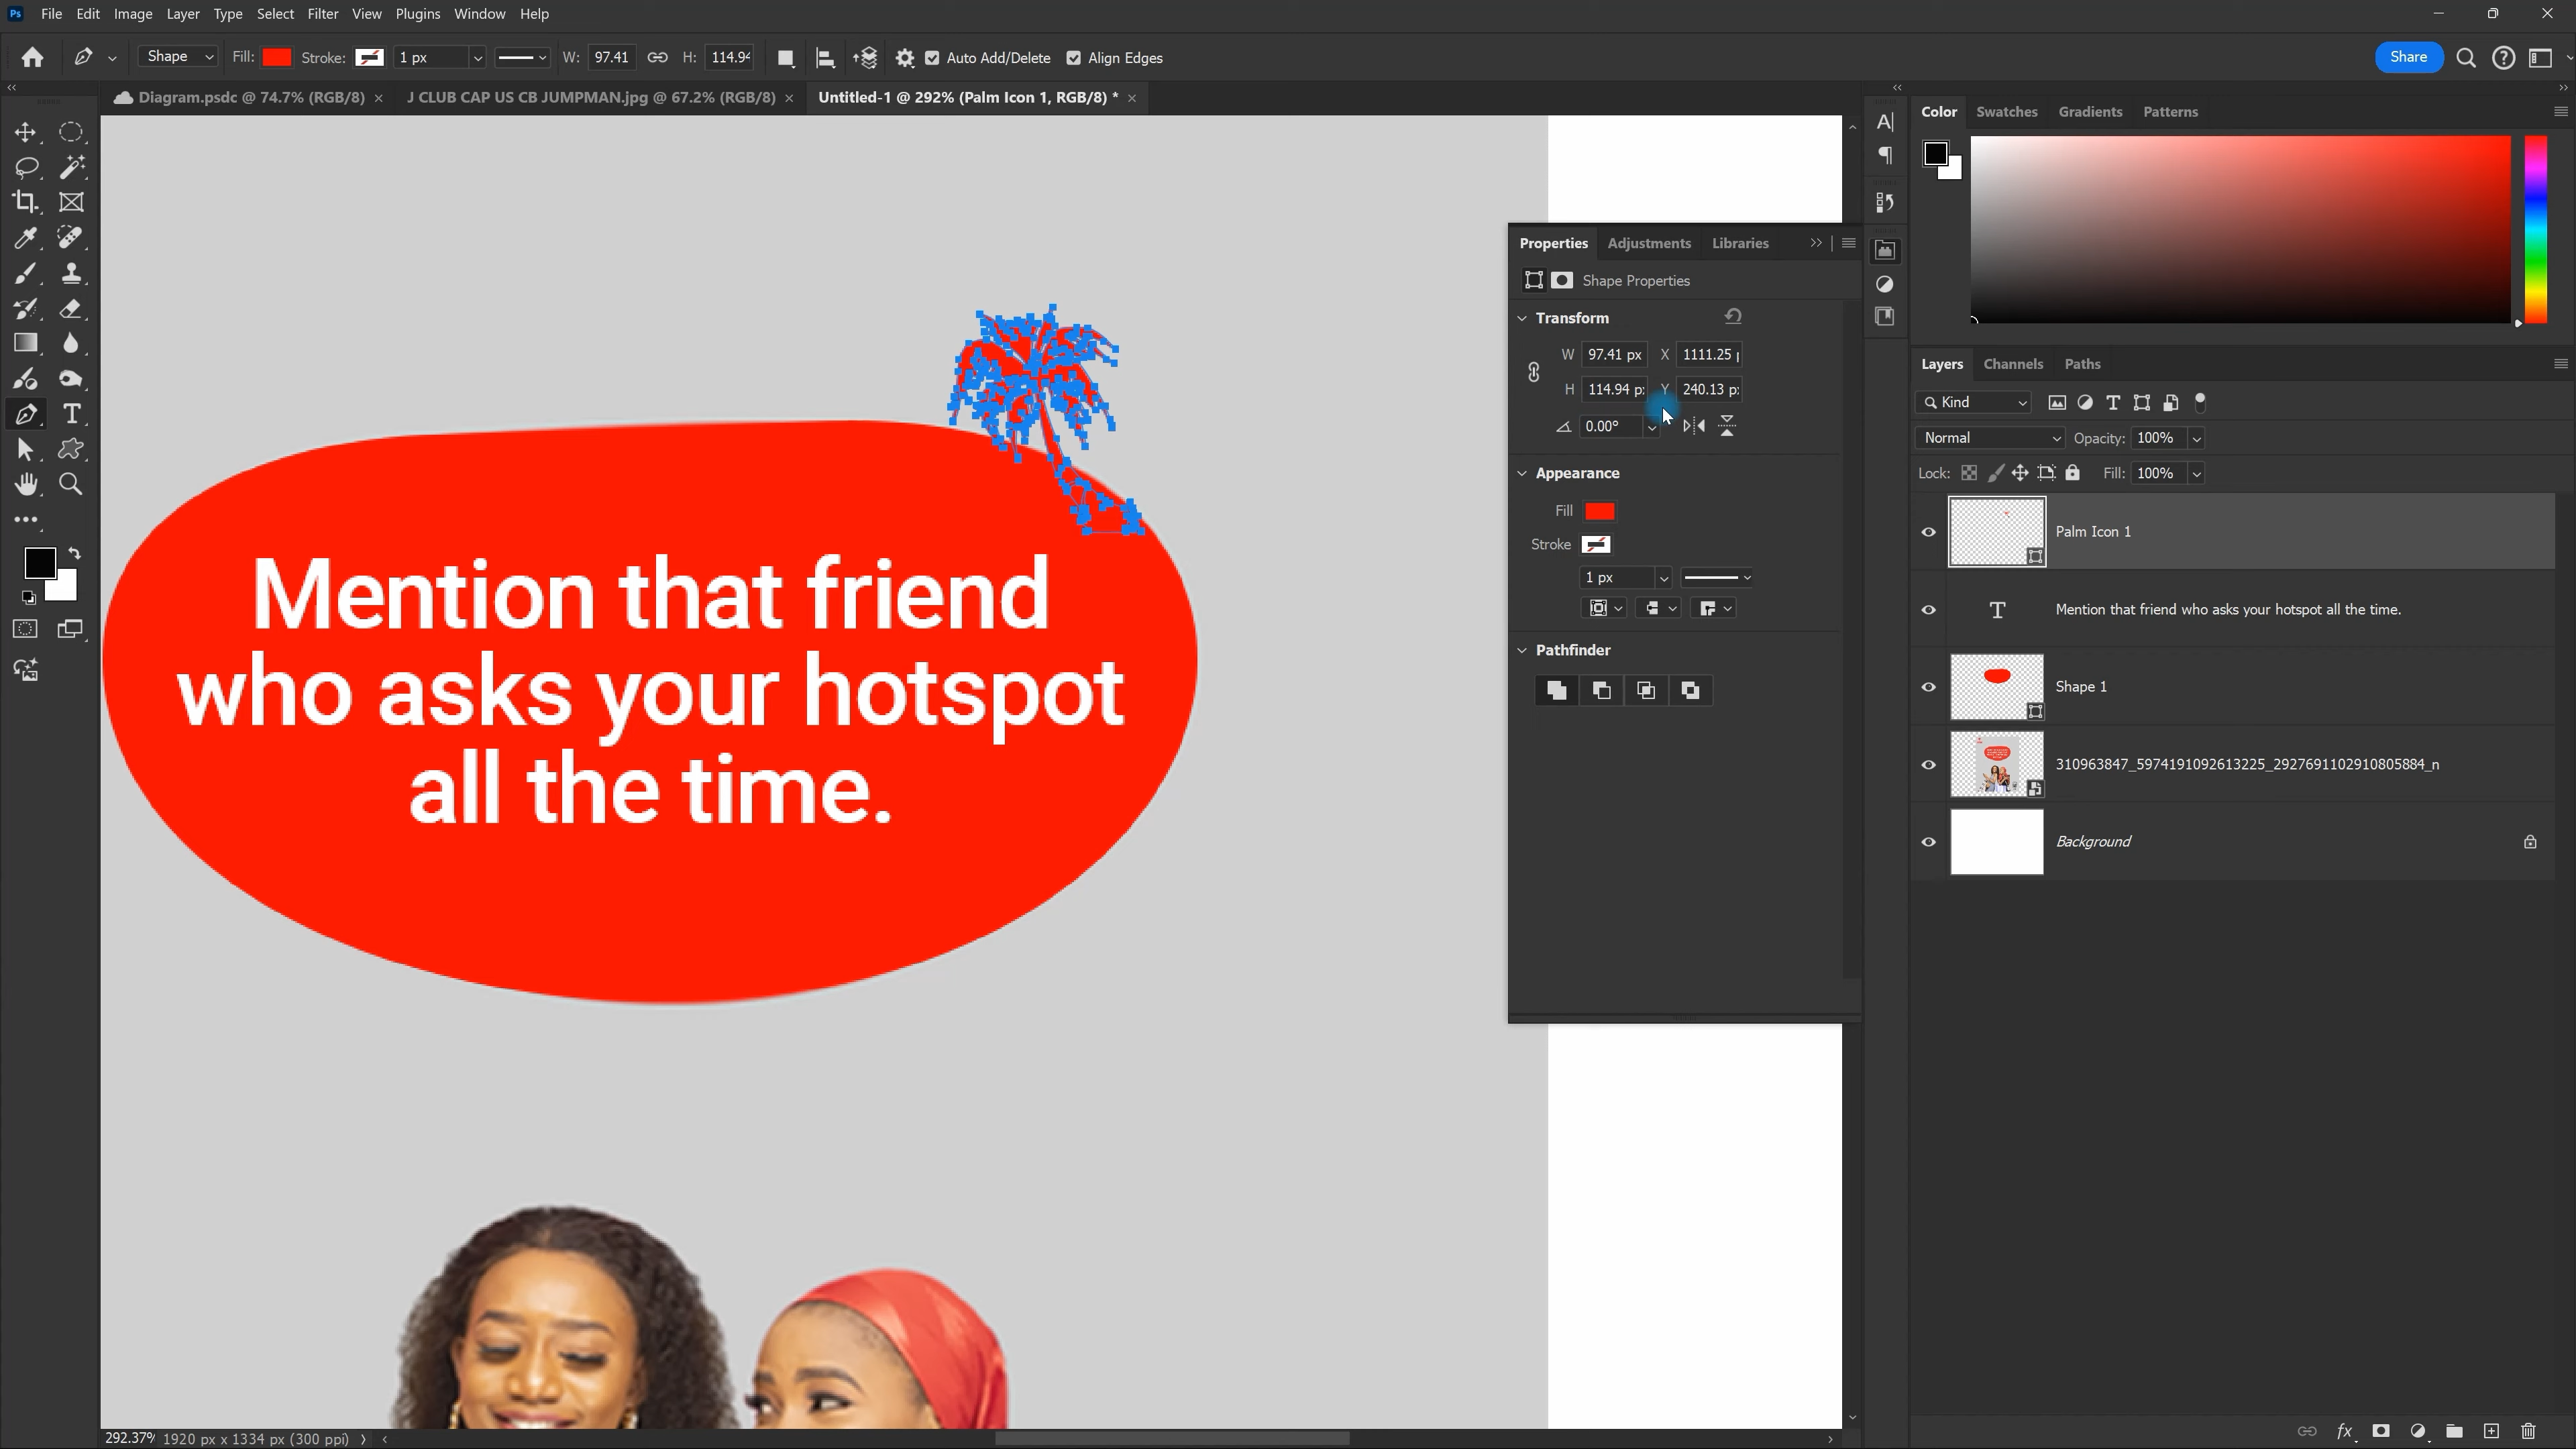 Ps File Edit Image Layer Type Select Filter View Plugins Window Help
Shape Fill: Stroke: 1 px W: 97.41 H: 114.94 Auto Add/Delete Align Edges Share
Diagram.psdc @ 74.7% (RGB/8) J CLUB CAP US CB JUMPMAN.jpg @ 67.2% (RGB/8) Untitled-1 @ 292% (Palm Icon 1, RGB/8) *
Color Swatches Gradients Patterns
Properties Adjustments Libraries
Shape Properties
Transform
W 97.41 px X 1111.25
H 114.94 px Y 240.13 px
0.00°
Appearance
Fill
Stroke
1 px
Pathfinder
Mention that friend
who asks your hotspot
all the time.
Layers Channels Paths
Kind
Normal Opacity: 100%
Lock: Fill: 100%
Palm Icon 1
Mention that friend who asks your hotspot all the time.
Shape 1
310963847_5974191092613225_2927691102910805884_n
Background
292.37% 1920 px x 1334 px (300 ppi)